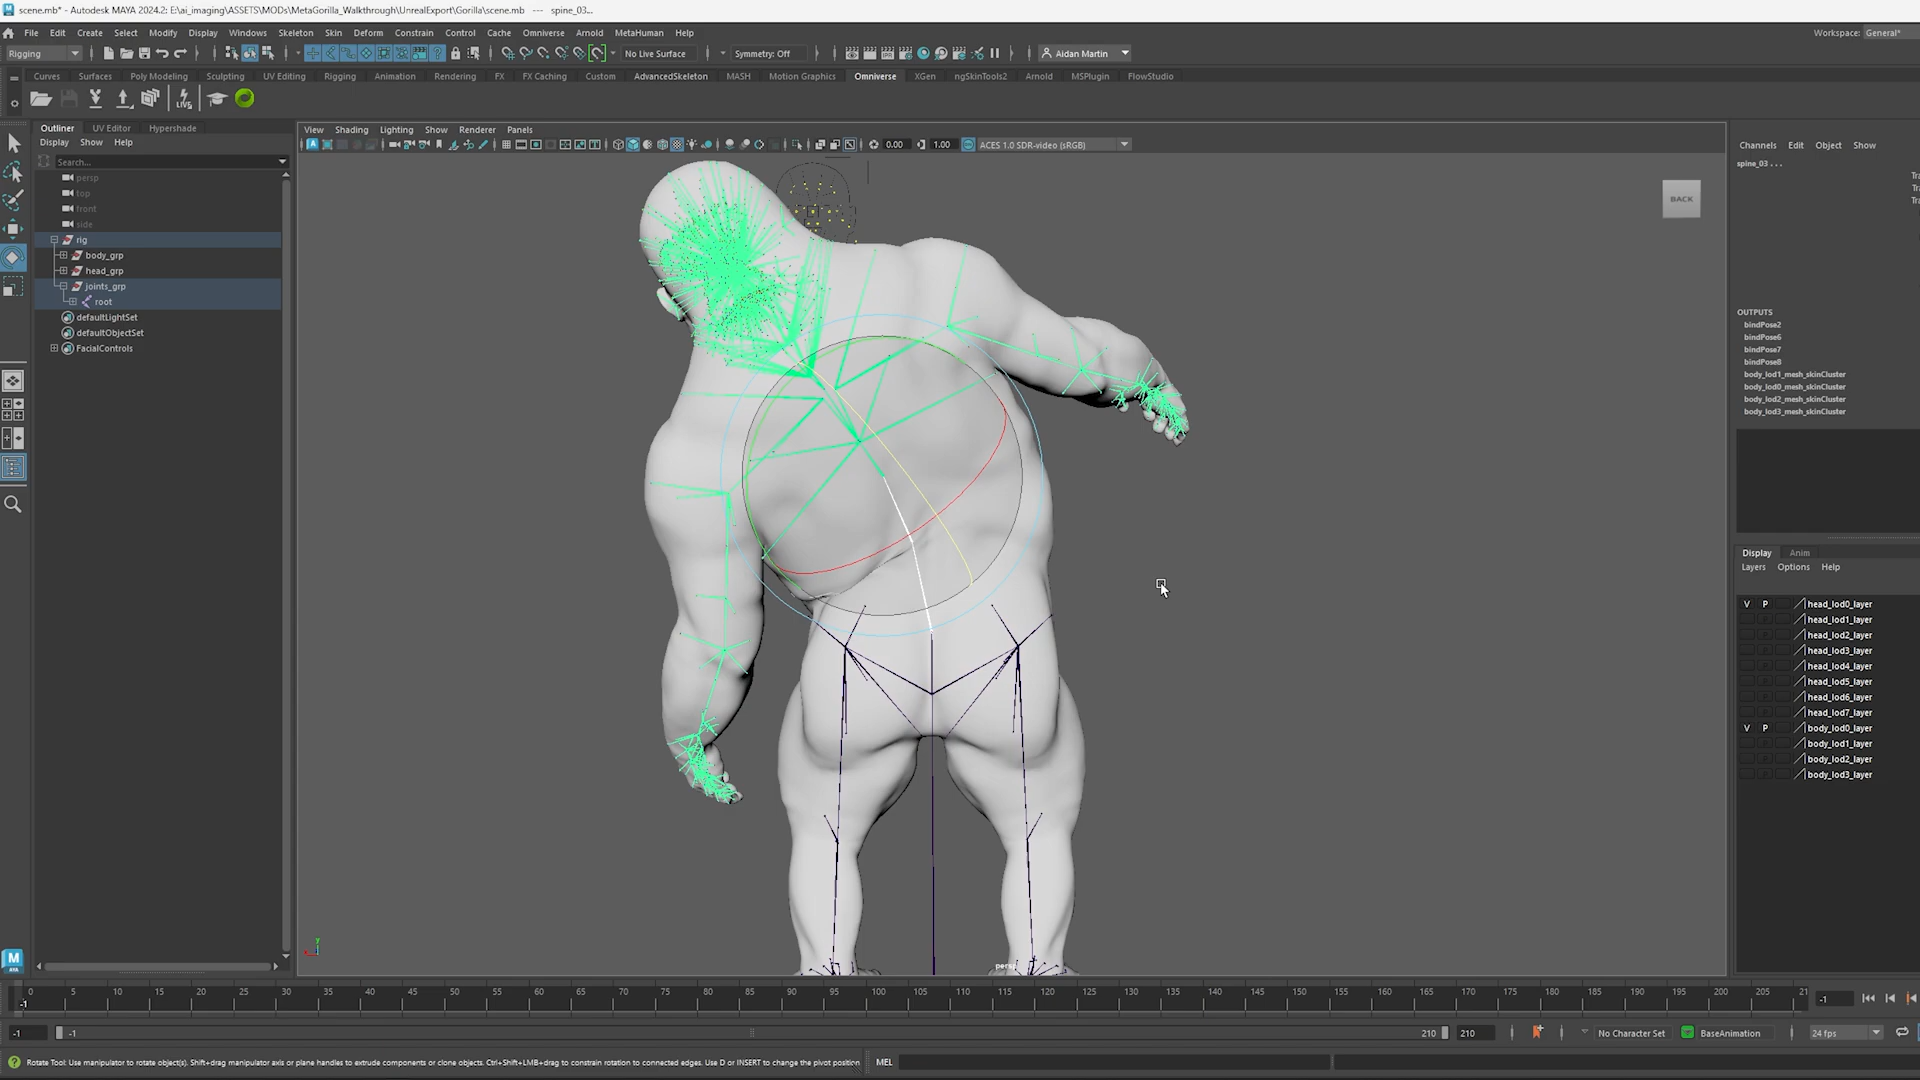 scene.mb* - Autodesk MAYA 2024.2: E:\ai_imaging\ASSETS\MODs\MetaGorilla_Walkthrough\UnrealExport\Gorilla\scene.mb --- spine_03...
File Edit Create Select Modify Display Windows Skeleton Skin Deform Constrain Control Cache Omniverse Arnold MetaHuman Help
Workspace: General*
Rigging
No Live Surface
Symmetry: Off
Aidan Martin
Curves Surfaces Poly Modeling Sculpting UV Editing Rigging Animation Rendering FX FX Caching Custom AdvancedSkeleton MASH Motion Graphics Omniverse XGen ngSkinTools2 Arnold MSPlugin FlowStudio
LIVE
Outliner UV Editor Hypershade
Display Show Help
Search...
persp
top
front
side
rig
body_grp
head_grp
joints_grp
root
defaultLightSet
defaultObjectSet
FacialControls
View Shading Lighting Show Renderer Panels
0.00 1.00 ACES 1.0 SDR-video (sRGB)
BACK
persp
Channels Edit Object Show
spine_03 . . .
Tra
Tra
Tra
OUTPUTS
bindPose2
bindPose6
bindPose7
bindPose8
body_lod1_mesh_skinCluster
body_lod0_mesh_skinCluster
body_lod2_mesh_skinCluster
body_lod3_mesh_skinCluster
Display Anim
Layers Options Help
V P head_lod0_layer
head_lod1_layer
head_lod2_layer
head_lod3_layer
head_lod4_layer
head_lod5_layer
head_lod6_layer
head_lod7_layer
V P body_lod0_layer
body_lod1_layer
body_lod2_layer
body_lod3_layer
0 5 10 15 20 25 30 35 40 45 50 55 60 65 70 75 80 85 90 95 100 105 110 115 120 125 130 135 140 145 150 155 160 165 170 175 180 185 190 195 200 205 21
-1
-1
-1 -1 210 210 No Character Set BaseAnimation 24 fps
Rotate Tool: Use manipulator to rotate object(s). Shift+drag manipulator axis or plane handles to extrude components or clone objects. Ctrl+Shift+LMB+drag to constrain rotation to connected edges. Use D or INSERT to change the pivot position
MEL